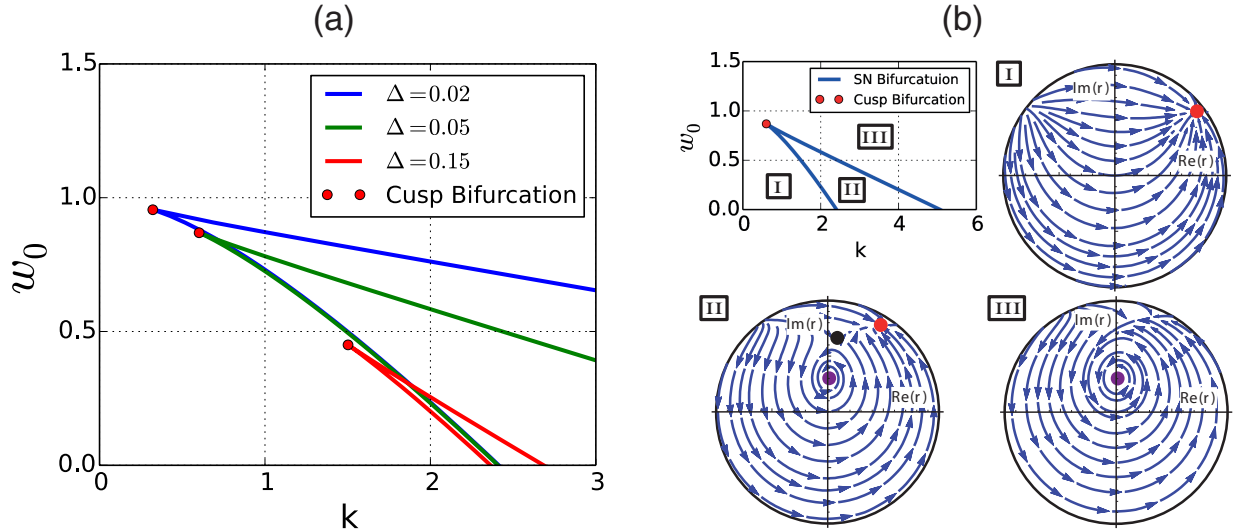 (a)
1.5
1.0
0.5
0.0
w₀
1
2
3
k
Δ=0.02
Δ=0.05
Δ=0.15
Cusp Bifurcation
(b)
1.5
1.0
0.5
0.0
w₀
0
2
4
6
k
SN Bifurcatuion
Cusp Bifurcation
I
II
III
I
Im(r)
Re(r)
II
Im(r)
Re(r)
III
Im(r)
Re(r)